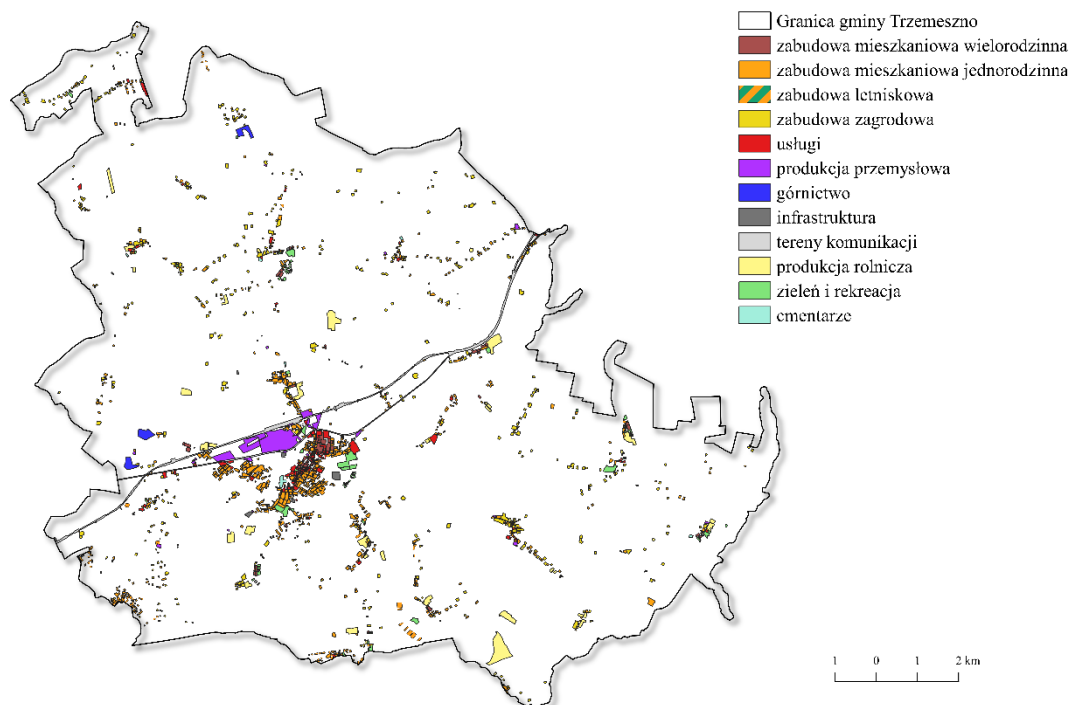 Granica gminy Trzemeszno
zabudowa mieszkaniowa wielorodzinna
zabudowa mieszkaniowa jednorodzinna
zabudowa letniskowa
zabudowa zagrodowa
usługi
produkcja przemysłowa
górnictwo
infrastruktura
tereny komunikacji
produkcja rolnicza
zieleń i rekreacja
cmentarze
1 0 1 2 km